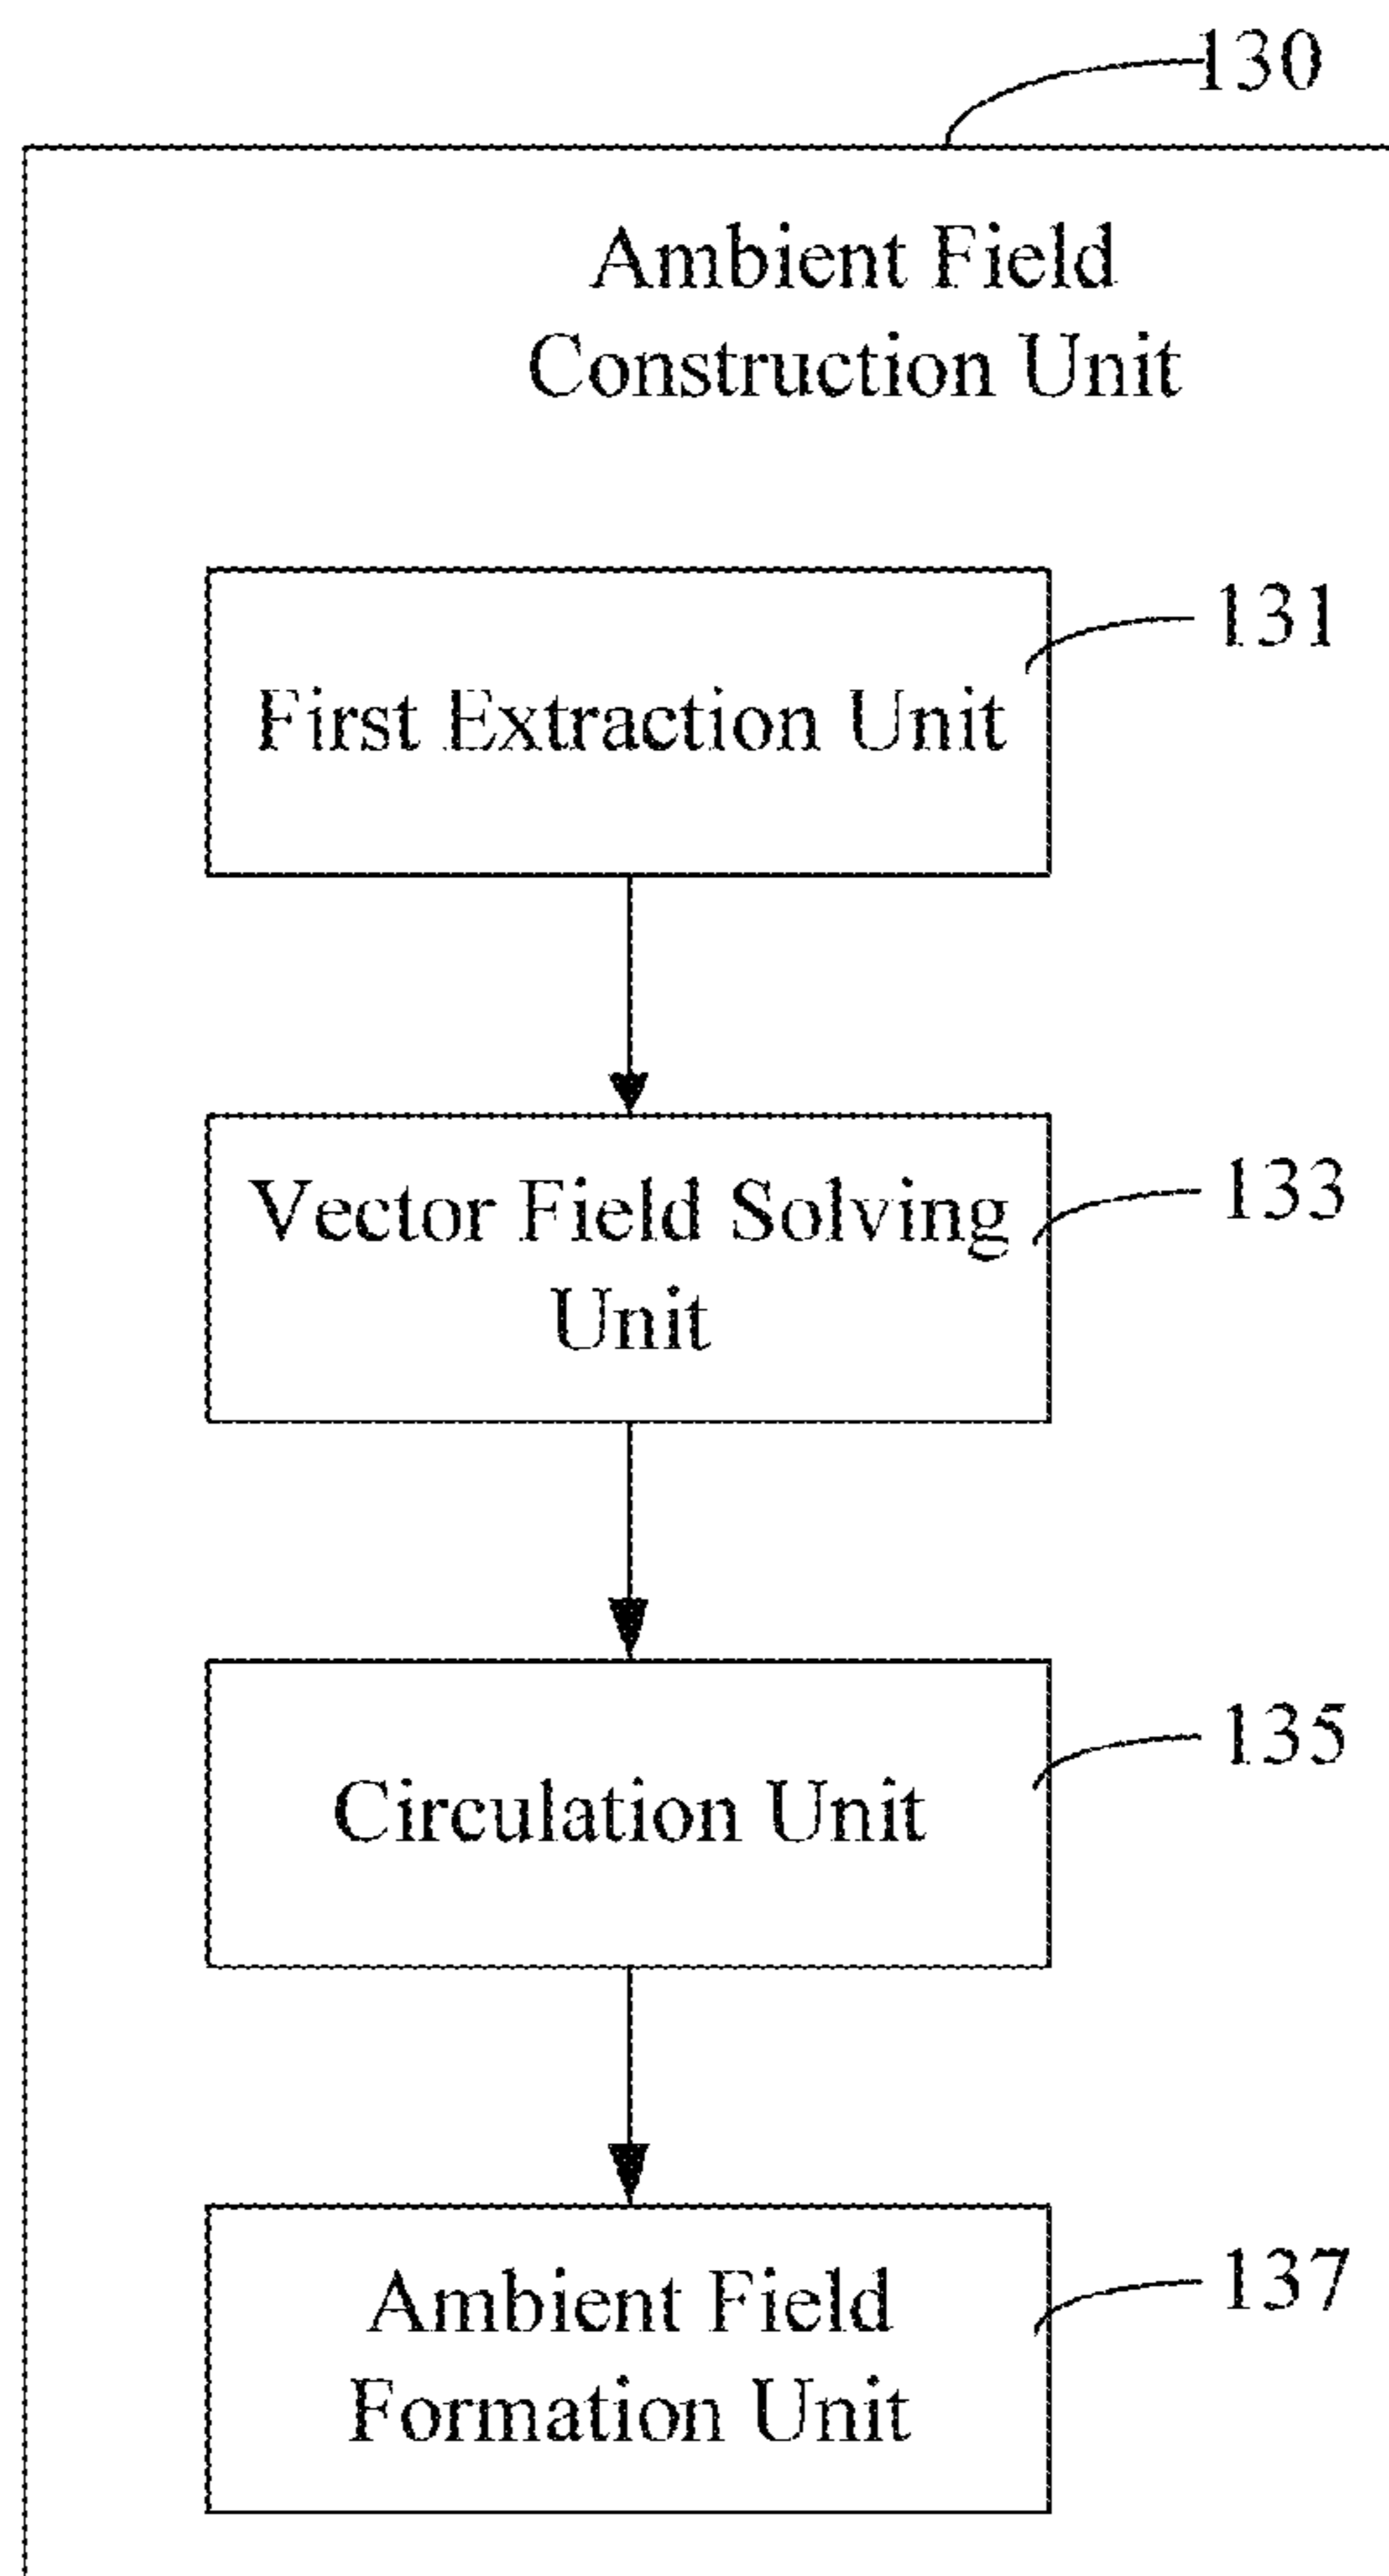 130
Ambient Field
Construction Unit
131
First Extraction Unit
133
Vector Field Solving
Unit
135
Circulation Unit
137
Ambient Field
Formation Unit